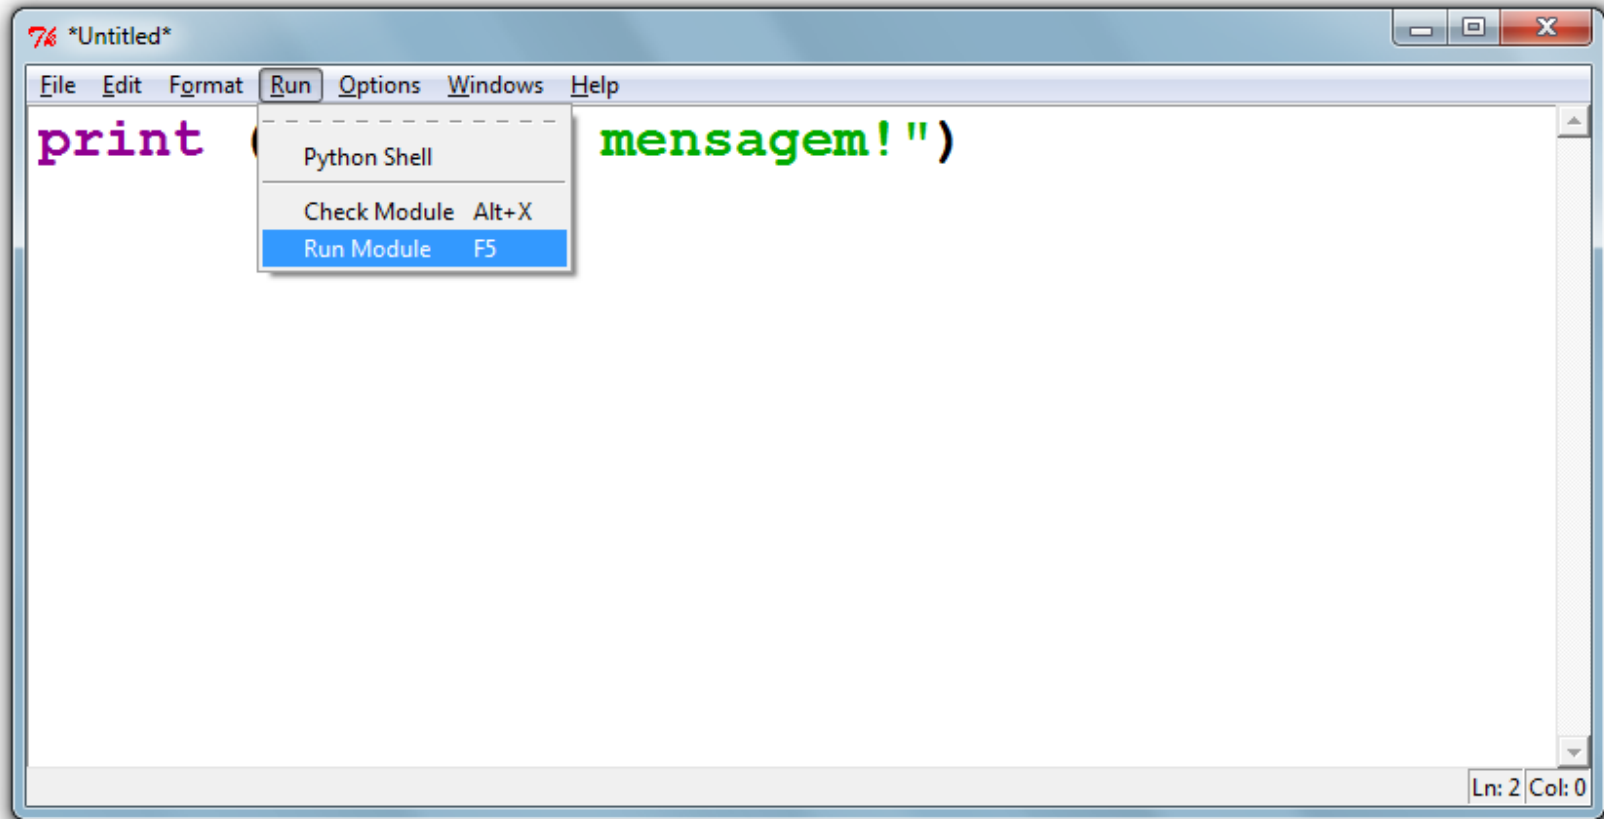 *Untitled*
File Edit Format Run Options Windows Help
print ( mensagem!")
Python Shell
Check Module Alt+X
Run Module F5
Ln: 2 Col: 0